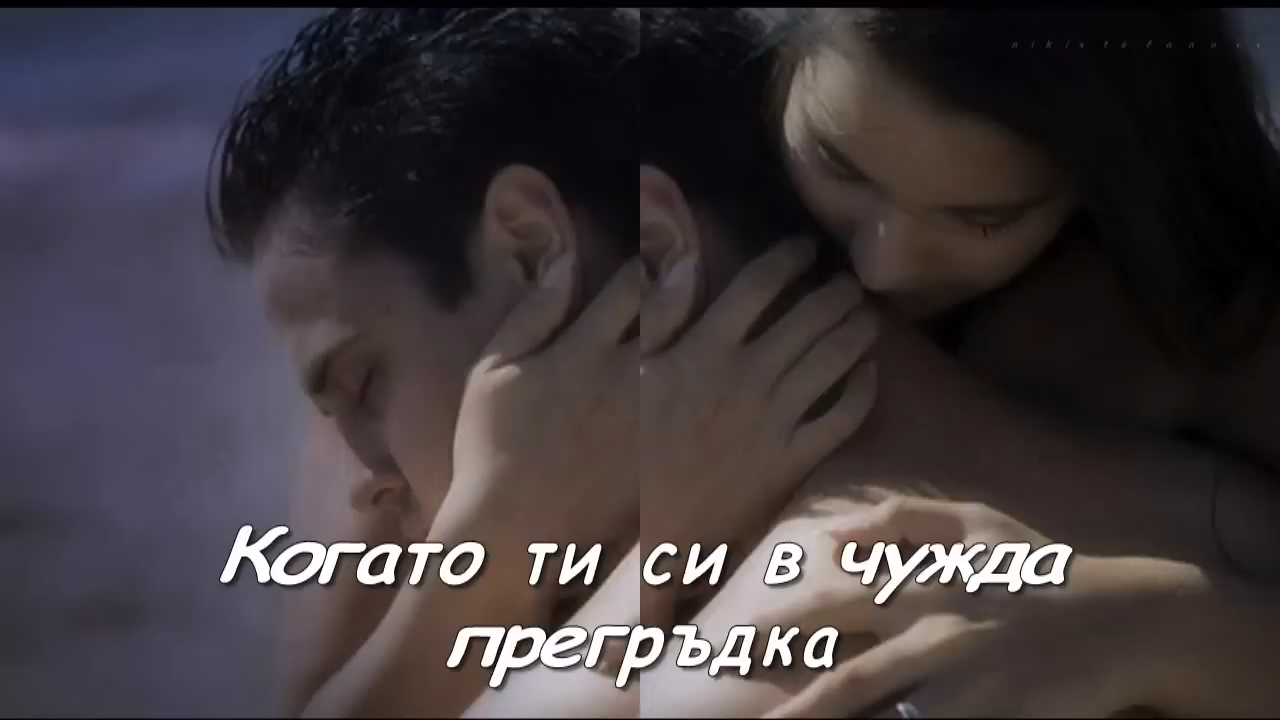 Когато ти си в чужда
прегръдка